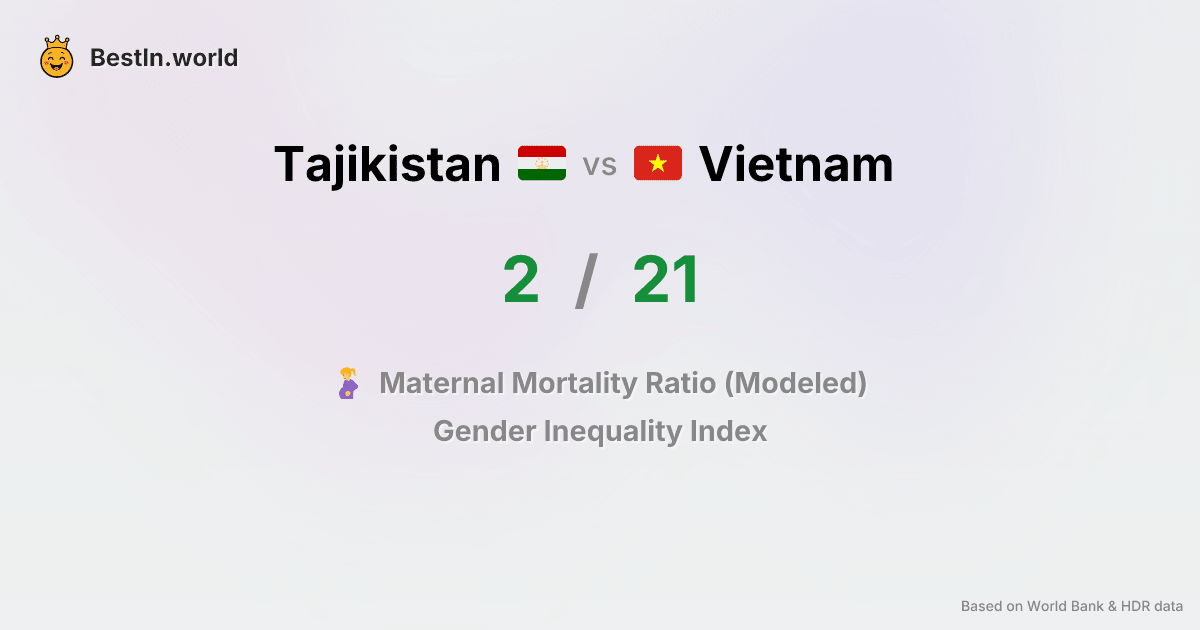 BestIn.world
Tajikistan vs Vietnam
2 / 21
Maternal Mortality Ratio (Modeled)
Gender Inequality Index
Based on World Bank & HDR data